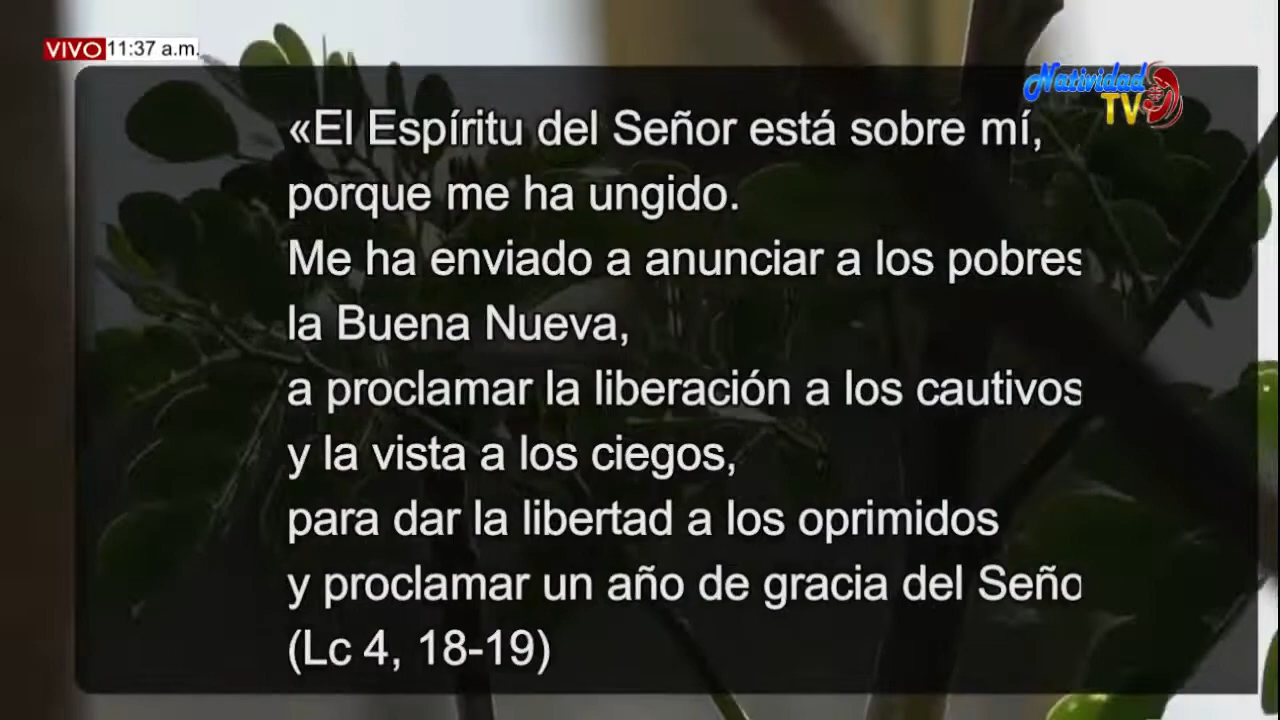 VIVO 11:37 a.m.
Natividad
TV
«El Espíritu del Señor está sobre mí,
porque me ha ungido.
Me ha enviado a anunciar a los pobres
la Buena Nueva,
a proclamar la liberación a los cautivos
y la vista a los ciegos,
para dar la libertad a los oprimidos
y proclamar un año de gracia del Seño
(Lc 4, 18-19)